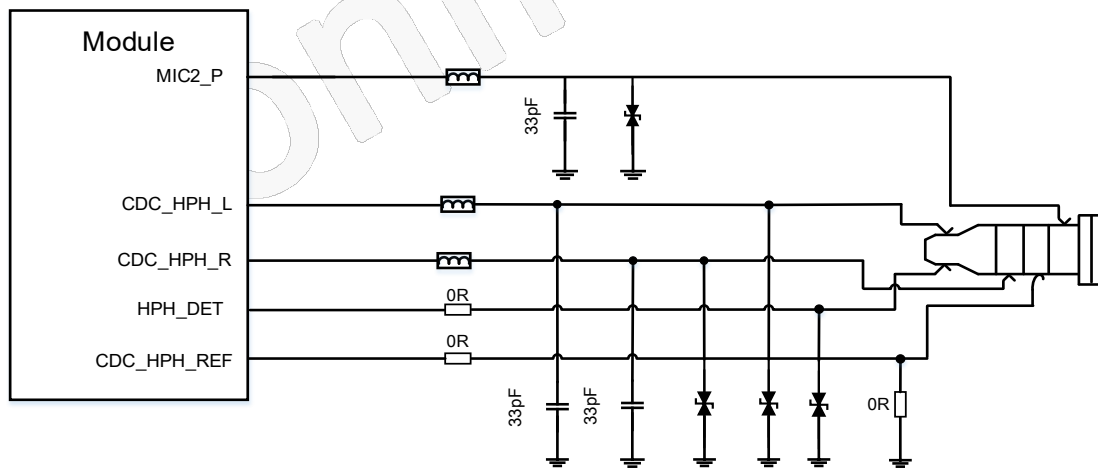 Module
MIC2_P
33pF
CDC_HPH_L
CDC_HPH_R
0R
HPH_DET
0R
CDC_HPH_REF
33pF
33pF
0R